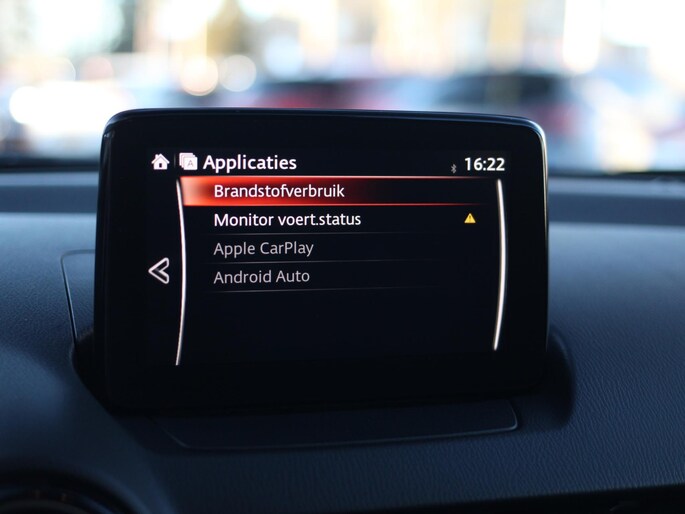 Applicaties
16:22
Brandstofverbruik
Monitor voert.status
Apple CarPlay
Android Auto